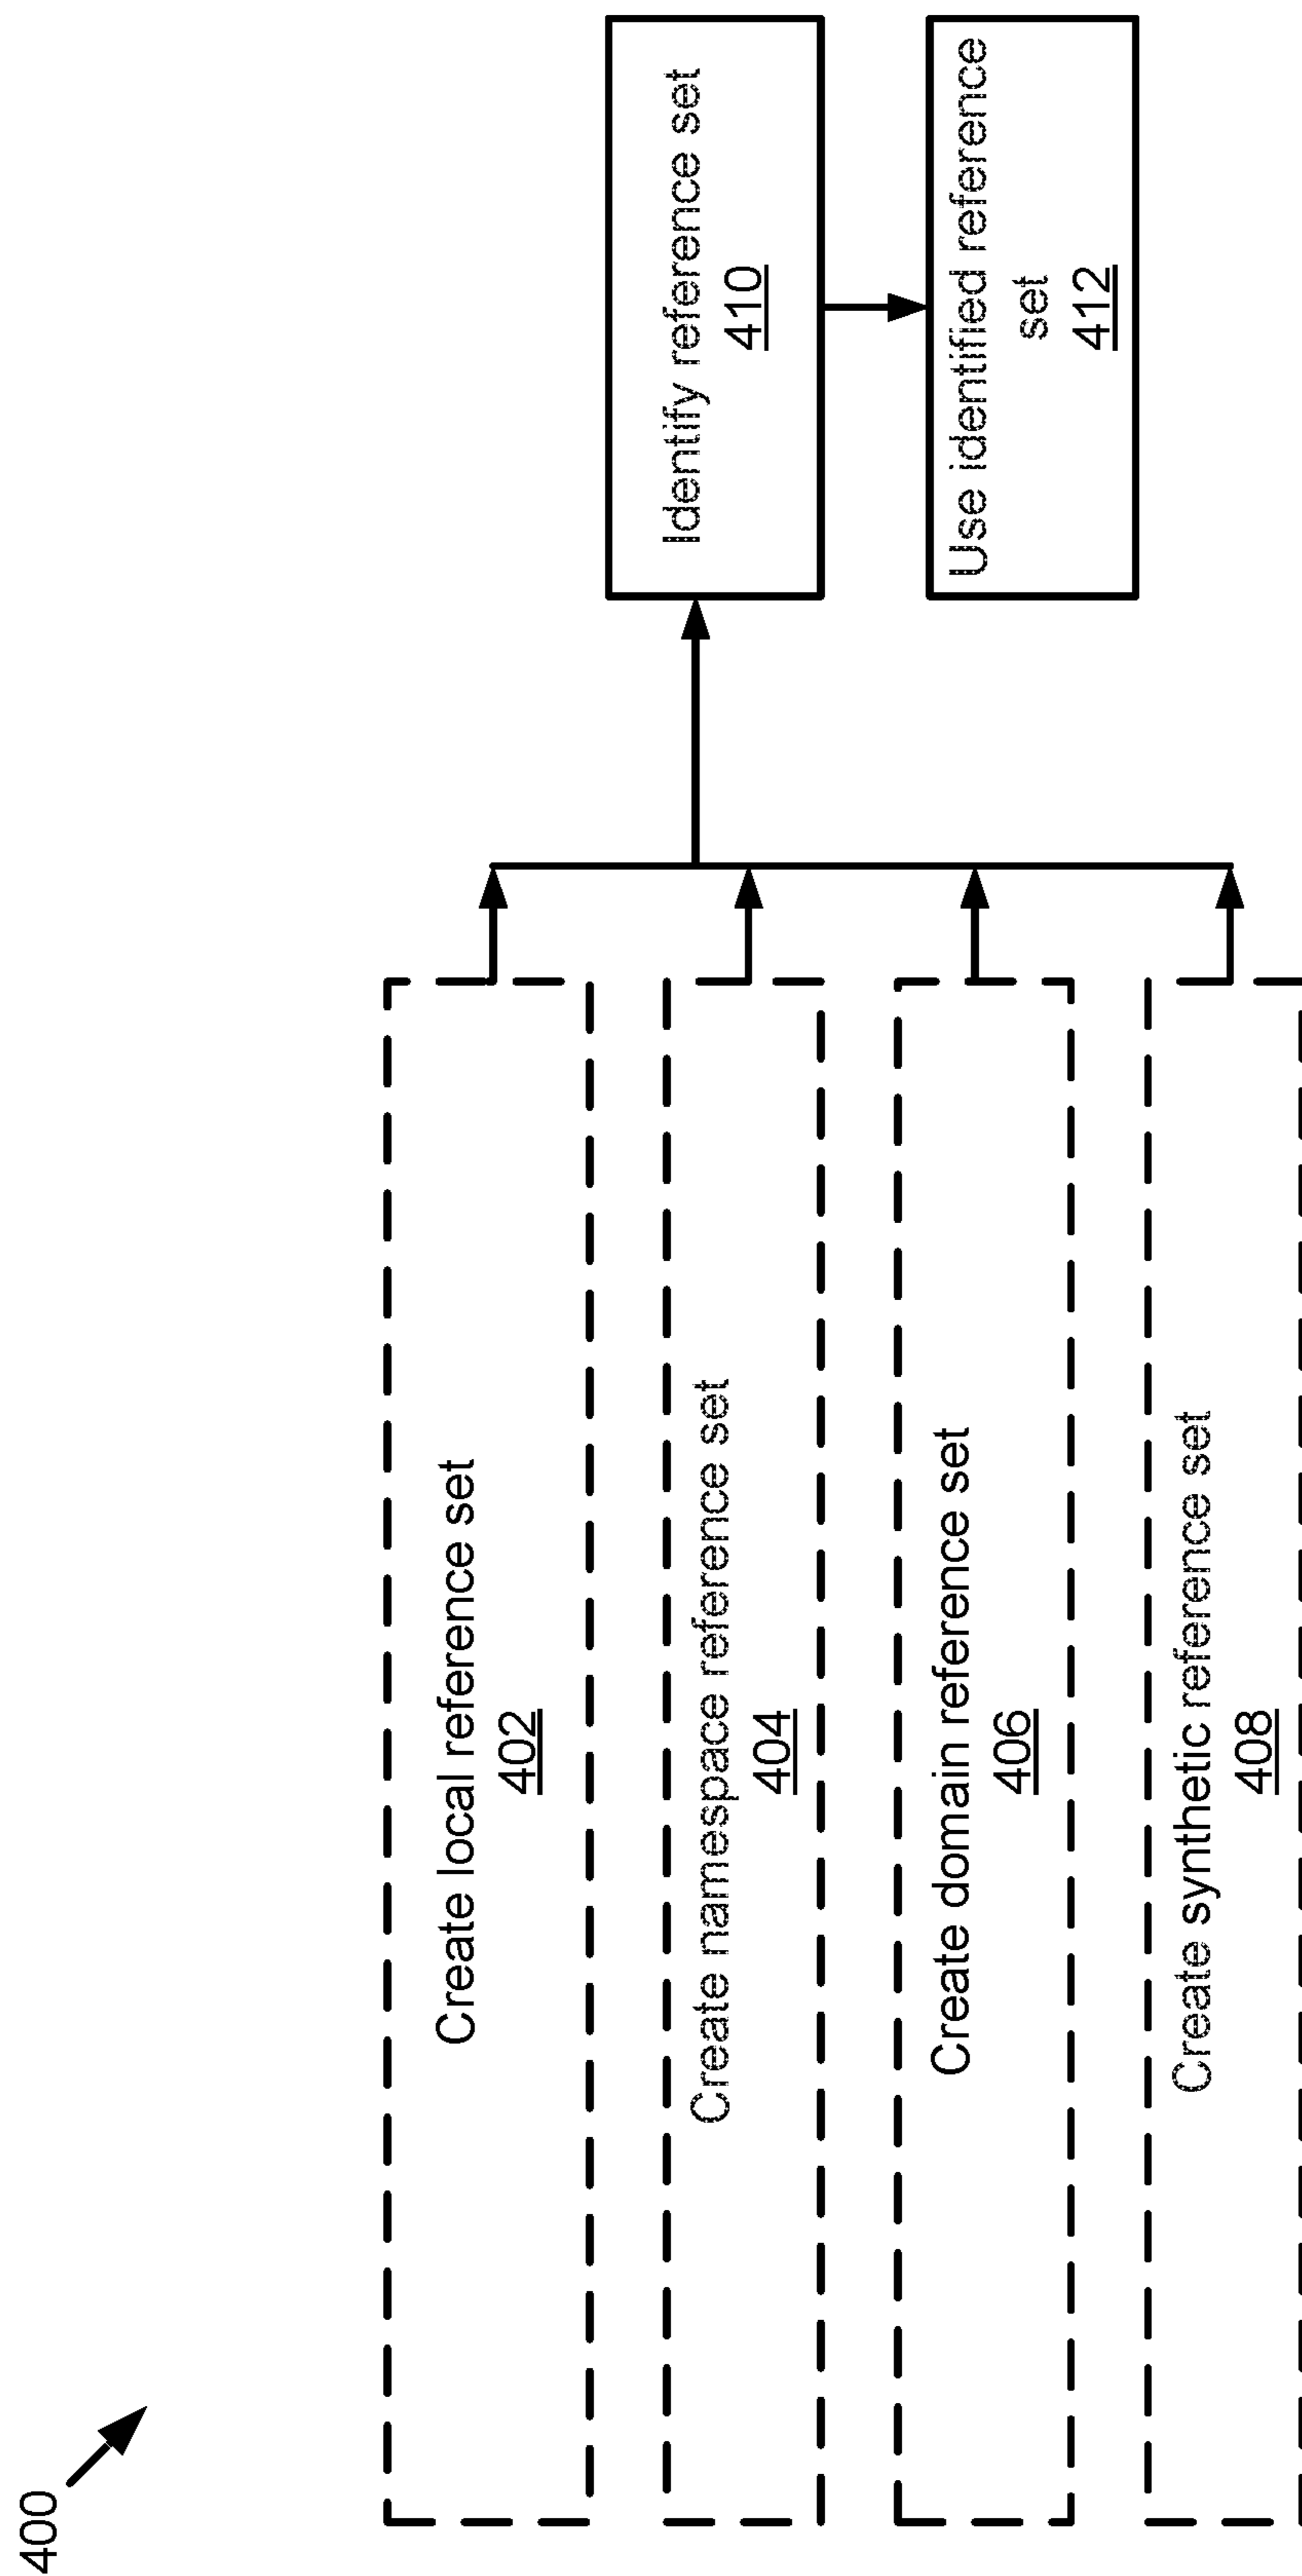 400
Create local reference set
402
Create namespace reference set
404
Create domain reference set
406
Create synthetic reference set
408
Identify reference set
410
Use identified reference
set
412